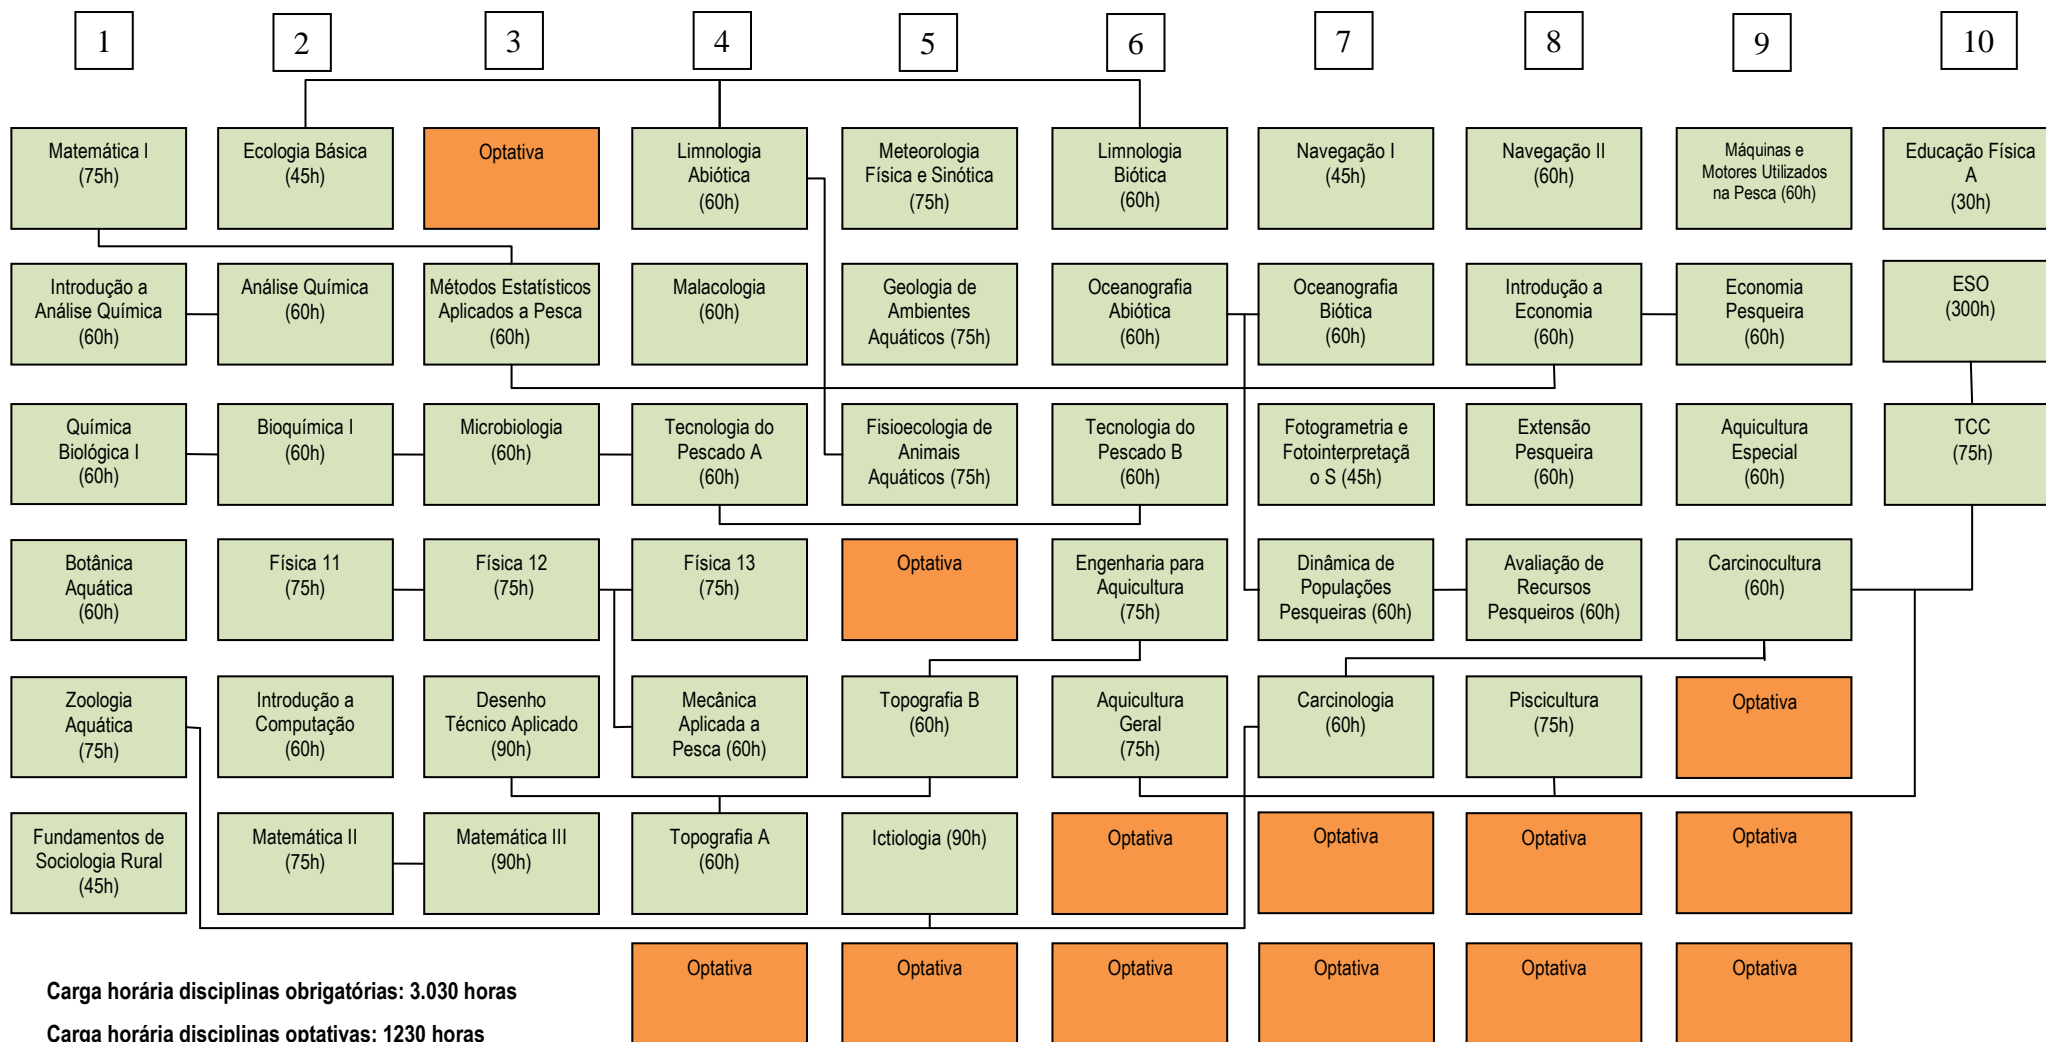 1
2
3
4
5
6
7
8
9
10
Matemática I
(75h)
Ecologia Básica
(45h)
Optativa
Limnologia
Abiótica
(60h)
Meteorologia
Física e Sinótica
(75h)
Limnologia
Biótica
(60h)
Navegação I
(45h)
Navegação II
(60h)
Máquinas e
Motores Utilizados
na Pesca (60h)
Educação Física
A
(30h)
Introdução a
Análise Química
(60h)
Análise Química
(60h)
Métodos Estatísticos
Aplicados a Pesca
(60h)
Malacologia
(60h)
Geologia de
Ambientes
Aquáticos (75h)
Oceanografia
Abiótica
(60h)
Oceanografia
Biótica
(60h)
Introdução a
Economia
(60h)
Economia
Pesqueira
(60h)
ESO
(300h)
Química
Biológica I
(60h)
Bioquímica I
(60h)
Microbiologia
(60h)
Tecnologia do
Pescado A
(60h)
Fisioecologia de
Animais
Aquáticos (75h)
Tecnologia do
Pescado B
(60h)
Fotogrametria e
Fotointerpretaçã
o S (45h)
Extensão
Pesqueira
(60h)
Aquicultura
Especial
(60h)
TCC
(75h)
Botânica
Aquática
(60h)
Física 11
(75h)
Física 12
(75h)
Física 13
(75h)
Optativa
Engenharia para
Aquicultura
(75h)
Dinâmica de
Populações
Pesqueiras (60h)
Avaliação de
Recursos
Pesqueiros (60h)
Carcinocultura
(60h)
Zoologia
Aquática
(75h)
Introdução a
Computação
(60h)
Desenho
Técnico Aplicado
(90h)
Mecânica
Aplicada a
Pesca (60h)
Topografia B
(60h)
Aquicultura
Geral
(75h)
Carcinologia
(60h)
Piscicultura
(75h)
Optativa
Fundamentos de
Sociologia Rural
(45h)
Matemática II
(75h)
Matemática III
(90h)
Topografia A
(60h)
Ictiologia (90h)
Optativa
Optativa
Optativa
Optativa
Optativa
Optativa
Optativa
Optativa
Optativa
Optativa
Carga horária disciplinas obrigatórias: 3.030 horas
Carga horária disciplinas optativas: 1230 horas